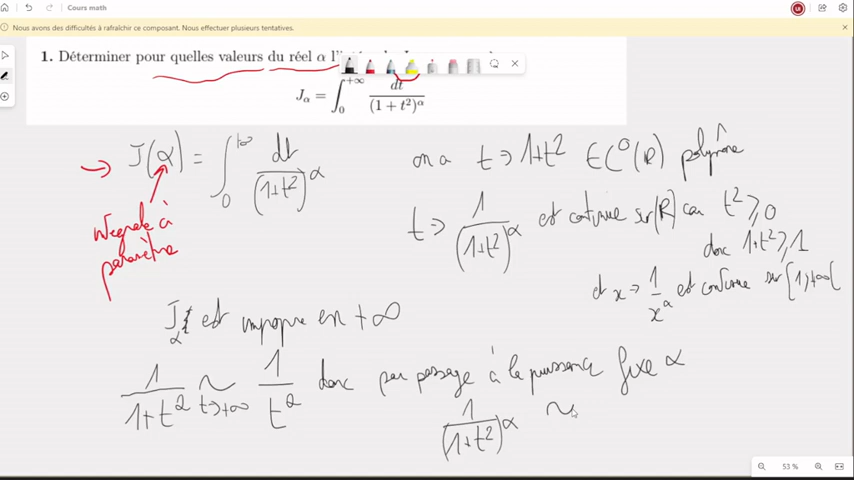 Cours math
UI
Nous avons des difficultés à rafraîchir ce composant. Nous effectuer plusieurs tentatives.
1. Déterminer pour quelles valeurs du réel α l'
J_α = ∫_0^{+∞} dt / (1 + t²)^α
→ J(α) = ∫_0^{+∞} dt / (1+t²)^α
Intégrale à
paramètre
on a t → 1+t² ∈ C⁰(ℝ) polynôme
t → 1 / (1+t²)^α est continue sur ℝ car t² ≥ 0
donc 1+t² ≥ 1
et x → 1 / x^α est continue sur [1, +∞[
J_α est impropre en +∞
1 / (1+t²) ~_{t→+∞} 1 / t² donc par passage à la puissance fixe α
1 / (1+t²)^α ~
53 %